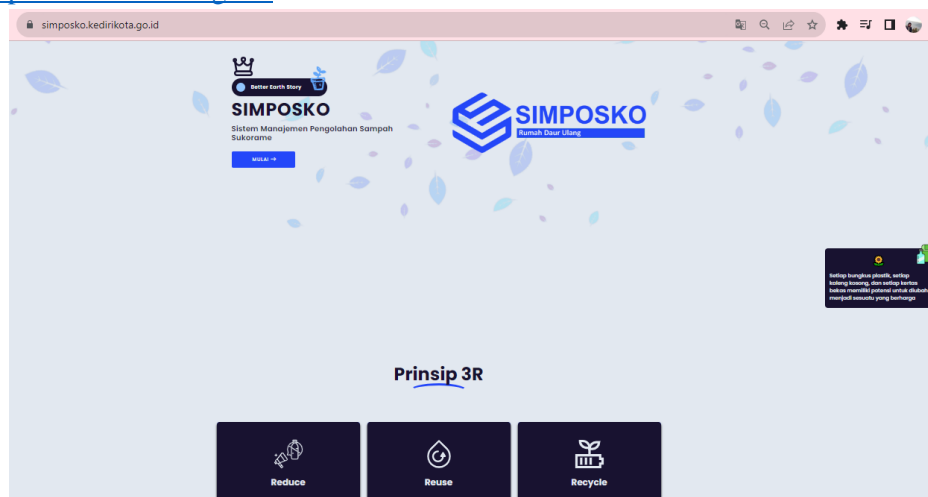 simposko.kedirikota.go.id
Better Earth Story
SIMPOSKO
Sistem Manajemen Pengolahan Sampah
Sukorame
MULAI →
SIMPOSKO
Rumah Daur Ulang
Setiap bungkus plastik, setiap
kaleng kosong, dan setiap kertas
bekas memiliki potensi untuk diubah
menjadi sesuatu yang berharga
Prinsip 3R
Reduce
Reuse
Recycle